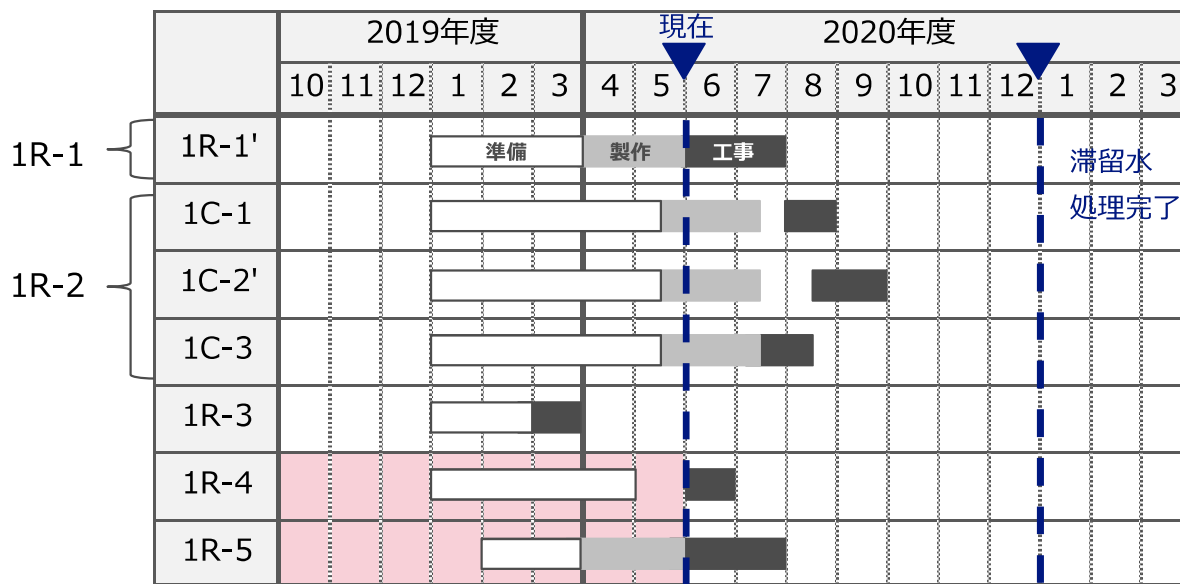 2019年度 現在 2020年度
10 11 12 1 2 3 4 5 6 7 8 9 10 11 12 1 2 3
1R-1 1R-1' 準備 製作 工事 滞留水
1C-1 処理完了
1R-2 1C-2'
1C-3
1R-3
1R-4
1R-5